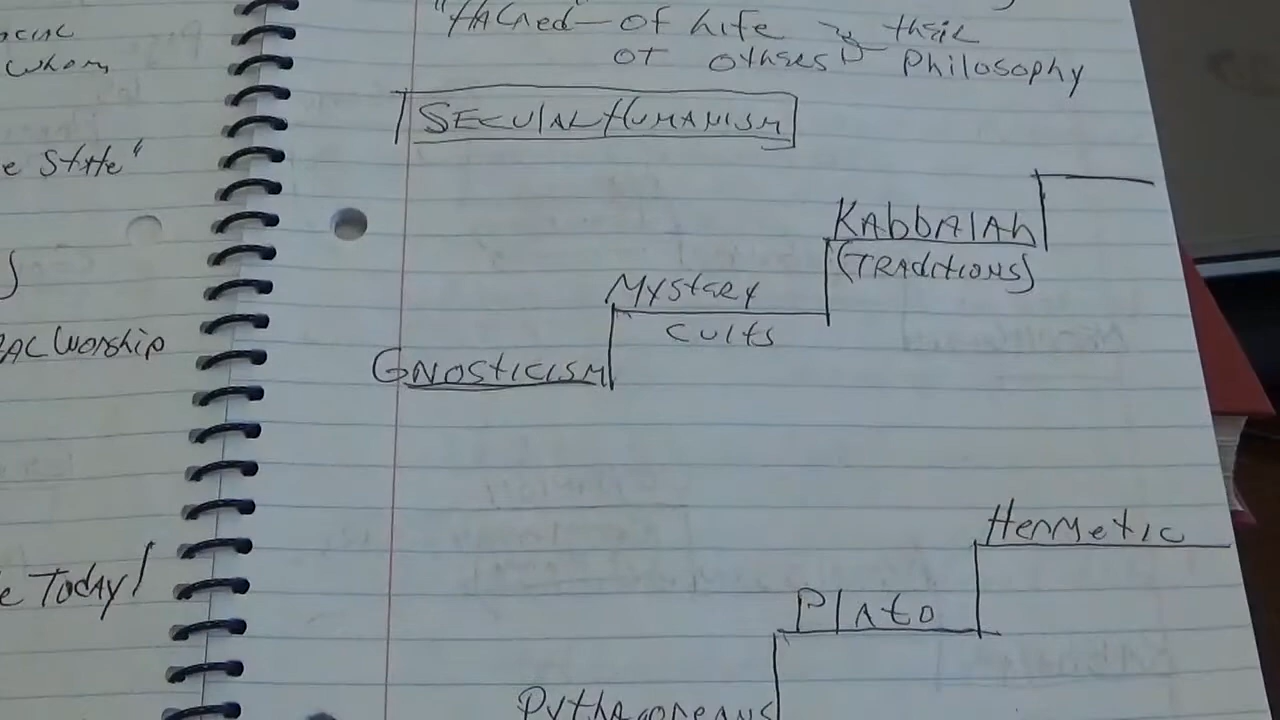 whom
e State"
Worship
e Today!
"Hatred" — of Life
their
of others
Philosophy
SECULAR HUMANISM
KAbbAlAh
(TRAditiONS)
Mystery
Cults
GNOSTICISM
HeRMetic
PlAtO
PythAgOReANS